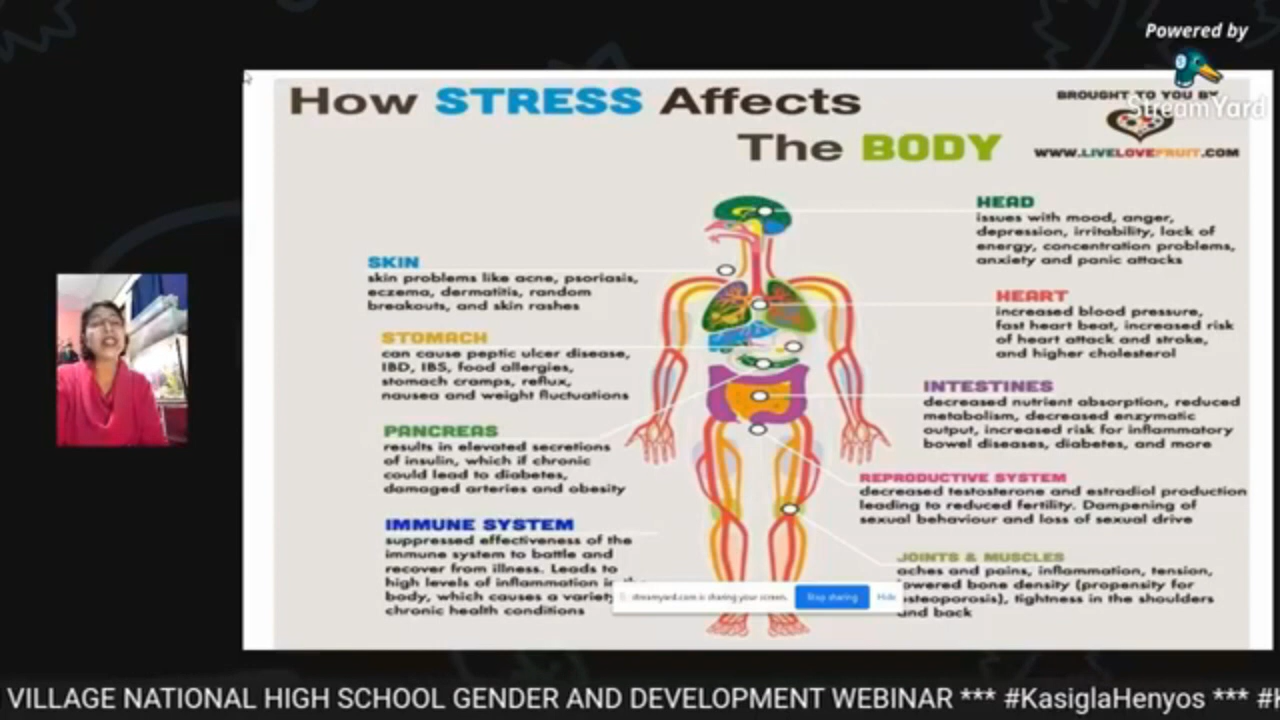 Powered by
StreamYard
How STRESS Affects
The BODY
BROUGHT TO YOU BY
WWW.LIVELOVEFRUIT.COM
HEAD
issues with mood, anger,
depression, irritability, lack of
energy, concentration problems,
anxiety and panic attacks
SKIN
skin problems like acne, psoriasis,
eczema, dermatitis, random
breakouts, and skin rashes
HEART
increased blood pressure,
fast heart beat, increased risk
of heart attack and stroke,
and higher cholesterol
STOMACH
can cause peptic ulcer disease,
IBD, IBS, food allergies,
stomach cramps, reflux,
nausea and weight fluctuations
INTESTINES
decreased nutrient absorption, reduced
metabolism, decreased enzymatic
output, increased risk for inflammatory
bowel diseases, diabetes, and more
PANCREAS
results in elevated secretions
of insulin, which if chronic
could lead to diabetes,
damaged arteries and obesity
REPRODUCTIVE SYSTEM
decreased testosterone and estradiol production
leading to reduced fertility. Dampening of
sexual behaviour and loss of sexual drive
IMMUNE SYSTEM
suppressed effectiveness of the
immune system to battle and
recover from illness. Leads to
high levels of inflammation in
body, which causes a variety
chronic health conditions
JOINTS & MUSCLES
aches and pains, inflammation, tension,
lowered bone density (propensity for
osteoporosis), tightness in the shoulders
and back
streamyard.com is sharing your screen.
Stop sharing
Hide
VILLAGE NATIONAL HIGH SCHOOL GENDER AND DEVELOPMENT WEBINAR *** #KasiglaHenyos *** #K